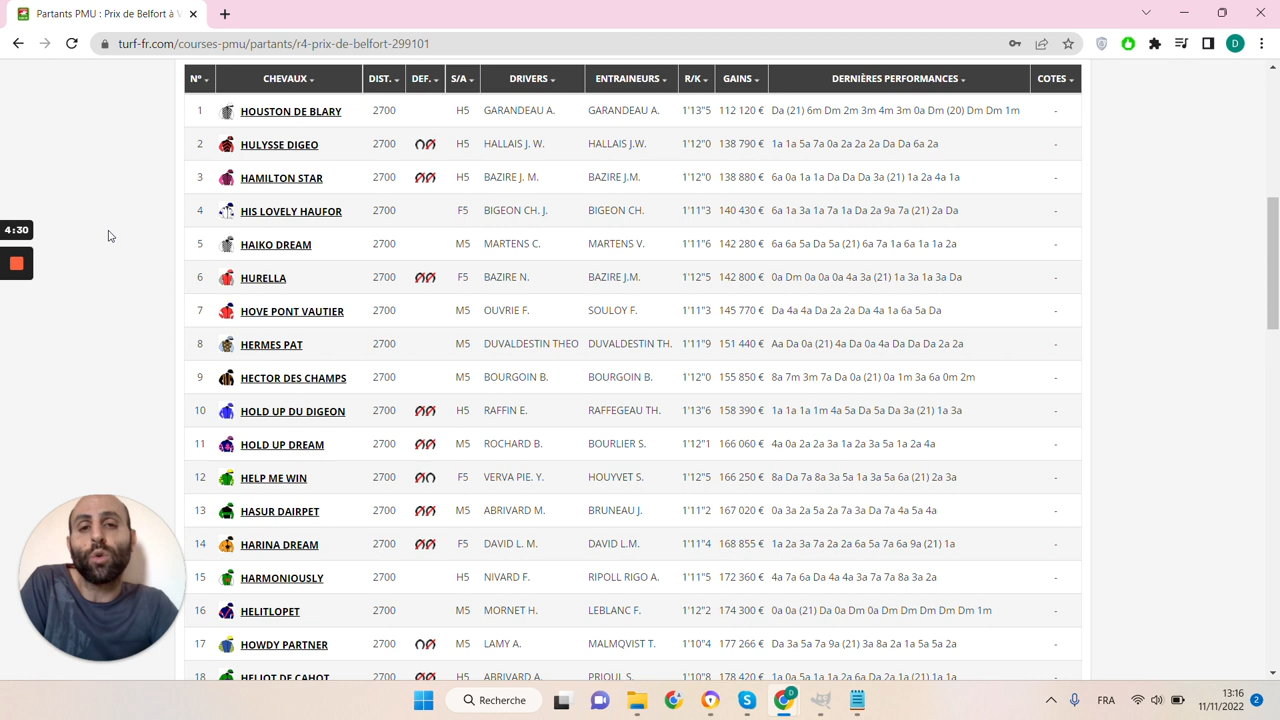 Partants PMU : Prix de Belfort à V
turf-fr.com/courses-pmu/partants/r4-prix-de-belfort-299101
D
N° CHEVAUX DIST. DEF. S/A DRIVERS ENTRAINEURS R/K GAINS DERNIÈRES PERFORMANCES COTES
1 HOUSTON DE BLARY 2700 H5 GARANDEAU A. GARANDEAU A. 1'13"5 112 120 € Da (21) 6m Dm 2m 3m 4m 3m 0a Dm (20) Dm Dm 1m -
2 HULYSSE DIGEO 2700 H5 HALLAIS J. W. HALLAIS J.W. 1'12"0 138 790 € 1a 1a 5a 7a 0a 2a 2a 2a Da Da 6a 2a -
3 HAMILTON STAR 2700 H5 BAZIRE J. M. BAZIRE J.M. 1'12"0 138 880 € 6a 0a 1a 1a Da Da Da 3a (21) 1a 2a 4a 1a -
4 HIS LOVELY HAUFOR 2700 F5 BIGEON CH. J. BIGEON CH. 1'11"3 140 430 € 6a 1a 3a 1a 7a 1a Da 2a 9a 7a (21) 2a Da -
5 HAIKO DREAM 2700 M5 MARTENS C. MARTENS V. 1'11"6 142 280 € 6a 6a 5a Da 5a (21) 6a 7a 1a 6a 1a 1a 2a -
6 HURELLA 2700 F5 BAZIRE N. BAZIRE J.M. 1'12"5 142 800 € 0a Dm 0a 0a 0a 4a 3a (21) 1a 3a 1a 3a Da -
7 HOVE PONT VAUTIER 2700 M5 OUVRIE F. SOULOY F. 1'11"3 145 770 € Da 4a 4a Da 2a 2a Da 4a 1a 6a 5a Da -
8 HERMES PAT 2700 M5 DUVALDESTIN THEO DUVALDESTIN TH. 1'11"9 151 440 € Aa Da 0a (21) 4a Da 0a 4a Da Da Da 2a 2a -
9 HECTOR DES CHAMPS 2700 M5 BOURGOIN B. BOURGOIN B. 1'12"0 155 850 € 8a 7m 3m 7a Da 0a (21) 0a 1m 3a 6a 0m 2m -
10 HOLD UP DU DIGEON 2700 H5 RAFFIN E. RAFFEGEAU TH. 1'13"6 158 390 € 1a 1a 1a 1m 4a 5a Da 5a Da 3a (21) 1a 3a -
11 HOLD UP DREAM 2700 M5 ROCHARD B. BOURLIER S. 1'12"1 166 060 € 4a 0a 2a 2a 3a 1a 2a 3a 5a 1a 2a 4a -
12 HELP ME WIN 2700 F5 VERVA PIE. Y. HOUYVET S. 1'12"5 166 250 € 8a Da 7a 8a 3a 5a 1a 3a 5a 6a (21) 2a 3a -
13 HASUR DAIRPET 2700 M5 ABRIVARD M. BRUNEAU J. 1'11"2 167 020 € 0a 3a 2a 5a 2a 7a 3a Da 7a 4a 5a 4a -
14 HARINA DREAM 2700 F5 DAVID L. M. DAVID L.M. 1'11"4 168 855 € 1a 2a 3a 7a 2a 2a 6a 5a 7a 6a 9a (21) 1a -
15 HARMONIOUSLY 2700 H5 NIVARD F. RIPOLL RIGO A. 1'11"5 172 360 € 4a 7a 6a Da 4a 4a 3a 7a 7a 8a 3a 2a -
16 HELITLOPET 2700 M5 MORNET H. LEBLANC F. 1'12"2 174 300 € 0a 0a (21) Da 0a Dm 0a Dm Dm Dm Dm Dm 1m -
17 HOWDY PARTNER 2700 M5 LAMY A. MALMQVIST T. 1'10"4 177 266 € Da 3a 5a 7a 9a (21) 3a 8a 2a 1a 5a 5a 2a -
18 HELIOT DE CAHOT 2700 M5 ABRIVARD A. PRIOUL S. 1'10"8 178 420 €
4:30
Recherche
FRA
13:16
11/11/2022
2